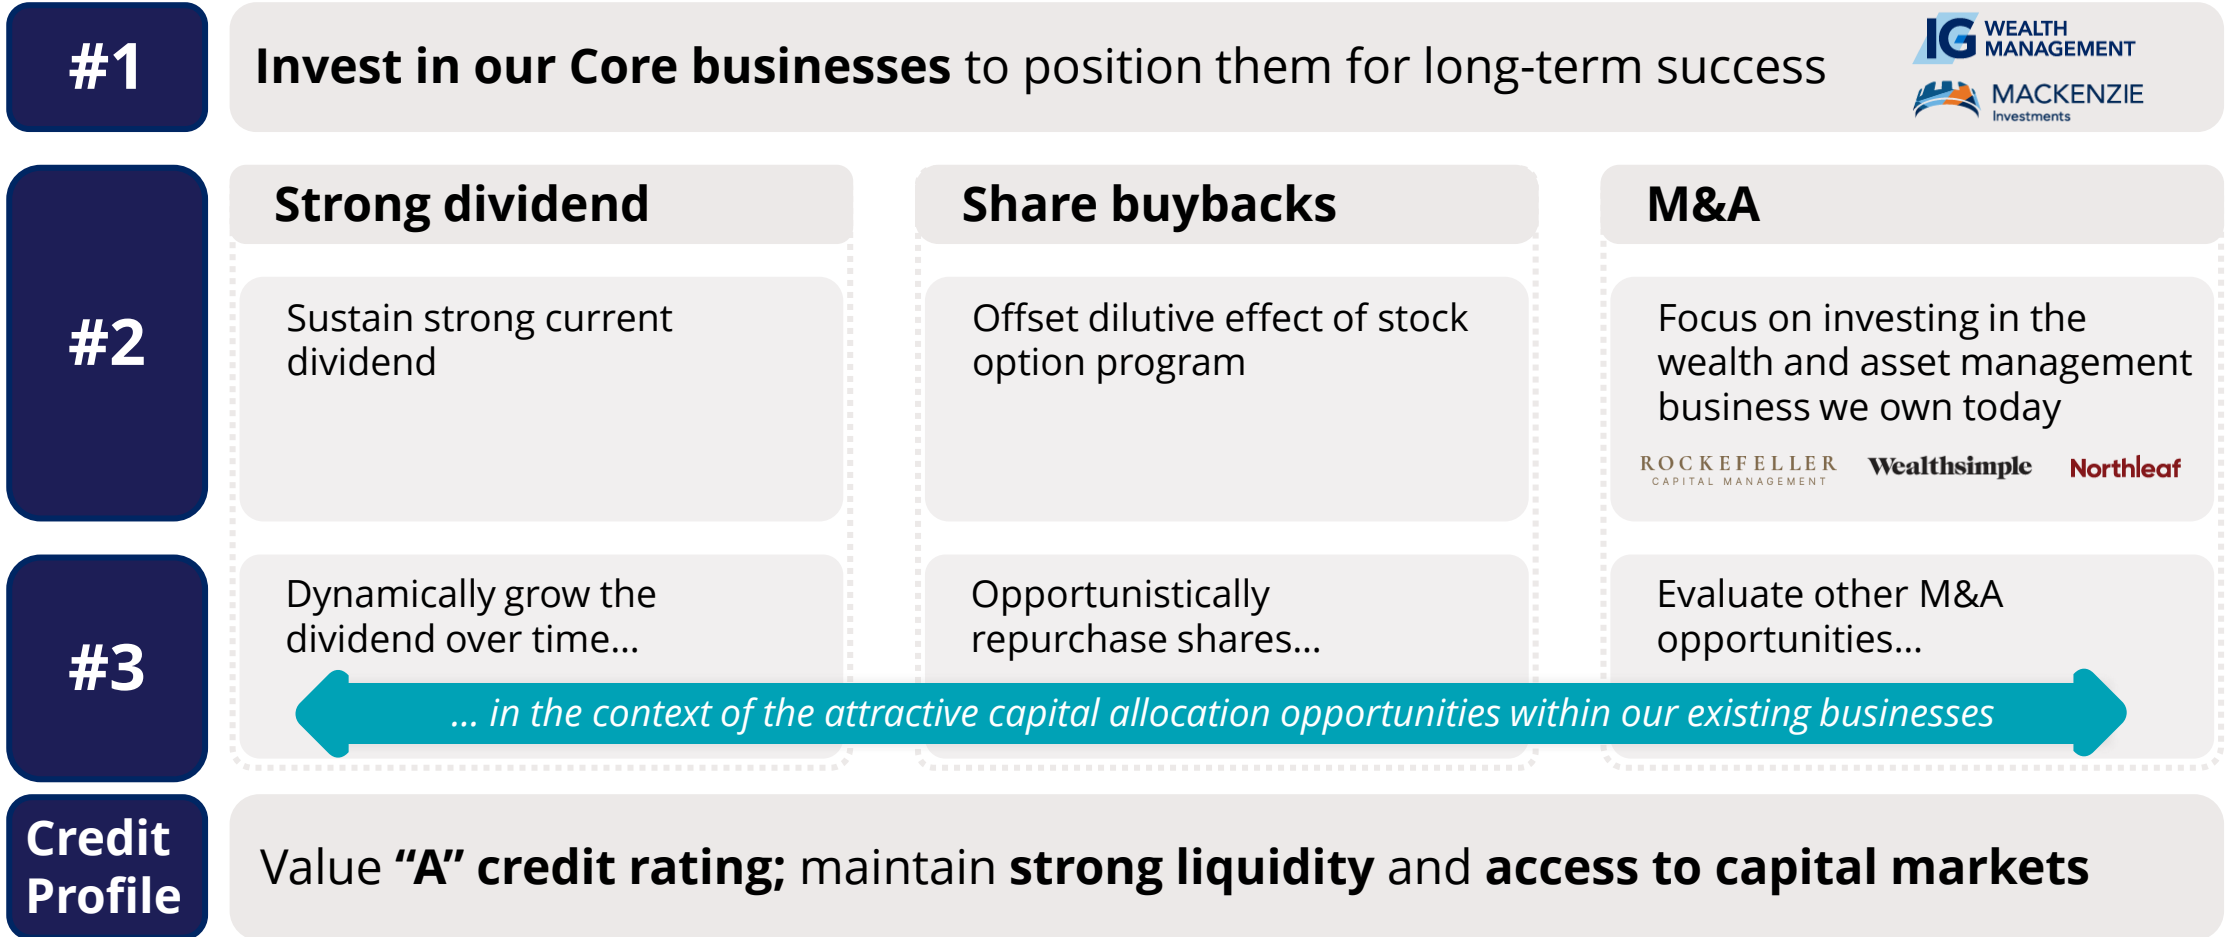 #1
Invest in our Core businesses to position them for long-term success
IG WEALTH
MANAGEMENT
MACKENZIE
Investments
#2
Strong dividend
Sustain strong current
dividend
Share buybacks
Offset dilutive effect of stock
option program
M&A
Focus on investing in the
wealth and asset management
business we own today
ROCKEFELLER
CAPITAL MANAGEMENT
Wealthsimple
Northleaf
#3
Dynamically grow the
dividend over time...
Opportunistically
repurchase shares...
Evaluate other M&A
opportunities...
... in the context of the attractive capital allocation opportunities within our existing businesses
Credit
Profile
Value “A” credit rating; maintain strong liquidity and access to capital markets